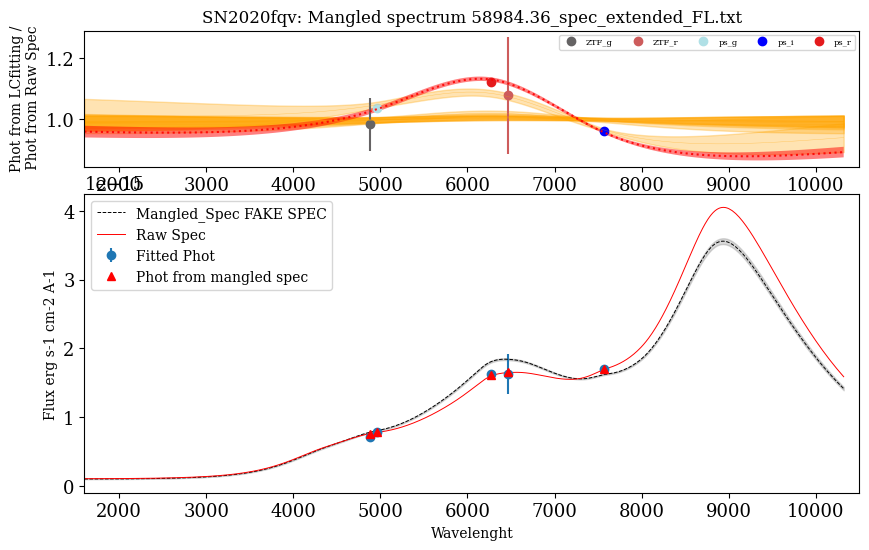 SN2020fqv: Mangled spectrum 58984.36_spec_extended_FL.txt
Phot from LCfitting /
Phot from Raw Spec
1.2
1.0
ZTF_g ZTF_r ps_g ps_i ps_r
2000 3000 4000 5000 6000 7000 8000 9000 10000
1e+15
4
3
2
1
0
Flux erg s-1 cm-2 A-1
Mangled_Spec FAKE SPEC
Raw Spec
Fitted Phot
Phot from mangled spec
2000 3000 4000 5000 6000 7000 8000 9000 10000
Wavelenght